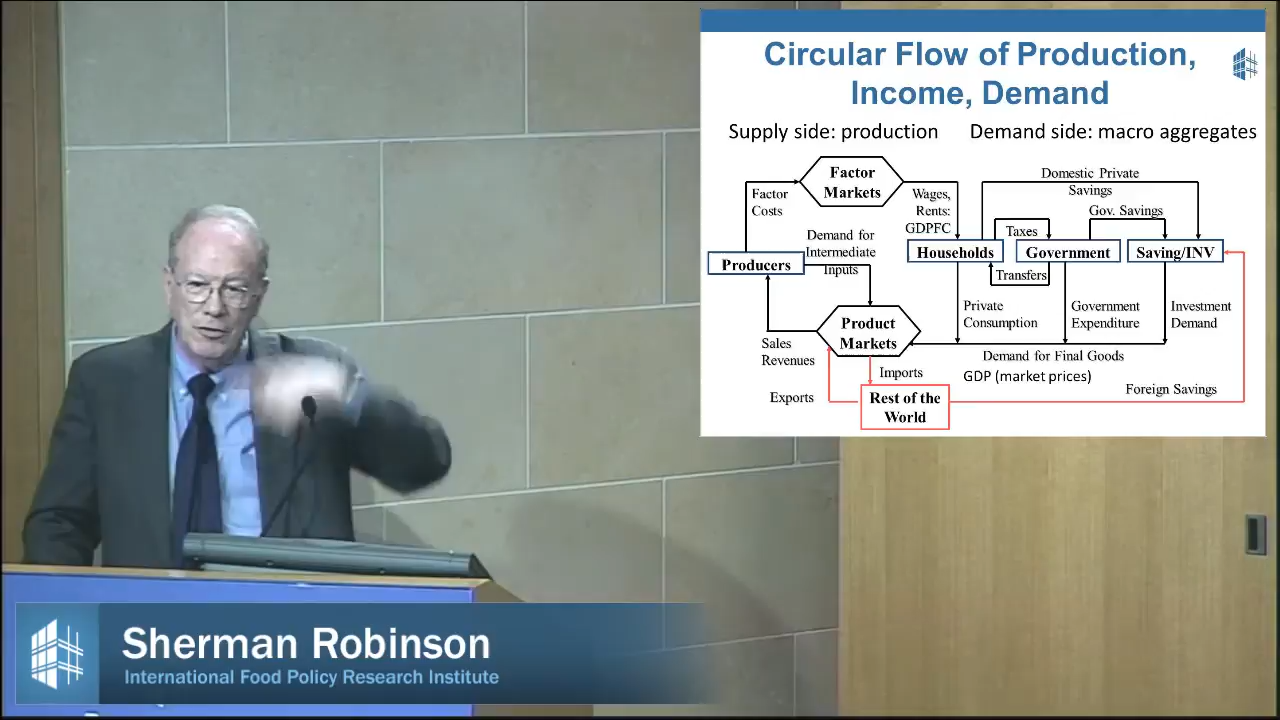 Circular Flow of Production,
Income, Demand
Supply side: production
Demand side: macro aggregates
Factor
Markets
Factor
Costs
Wages,
Rents:
GDPFC
Domestic Private
Savings
Gov. Savings
Taxes
Demand for
Intermediate
Inputs
Producers
Households
Government
Saving/INV
Transfers
Product
Markets
Private
Consumption
Government
Expenditure
Investment
Demand
Sales
Revenues
Demand for Final Goods
GDP (market prices)
Imports
Exports
Rest of the
World
Foreign Savings
Sherman Robinson
International Food Policy Research Institute